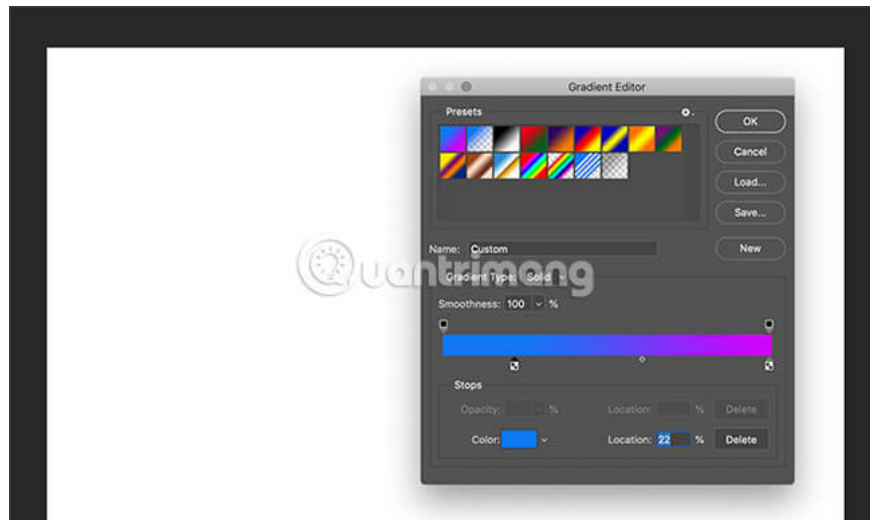 Gradient Editor
Presets
OK
Cancel
Load...
Save...
New
Name: Custom
Quantrimang
Gradient Type: Solid
Smoothness: 100 %
Stops
Opacity: % Location: % Delete
Color: Location: 22 % Delete